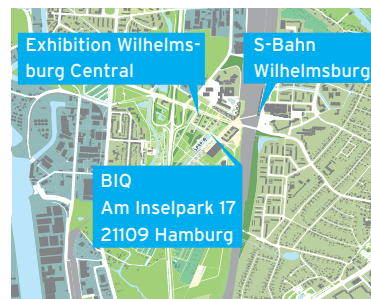 Exhibition Wilhelms-
burg Central
S-Bahn
Wilhelmsburg
BIQ
Am Inselpark 17
21109 Hamburg